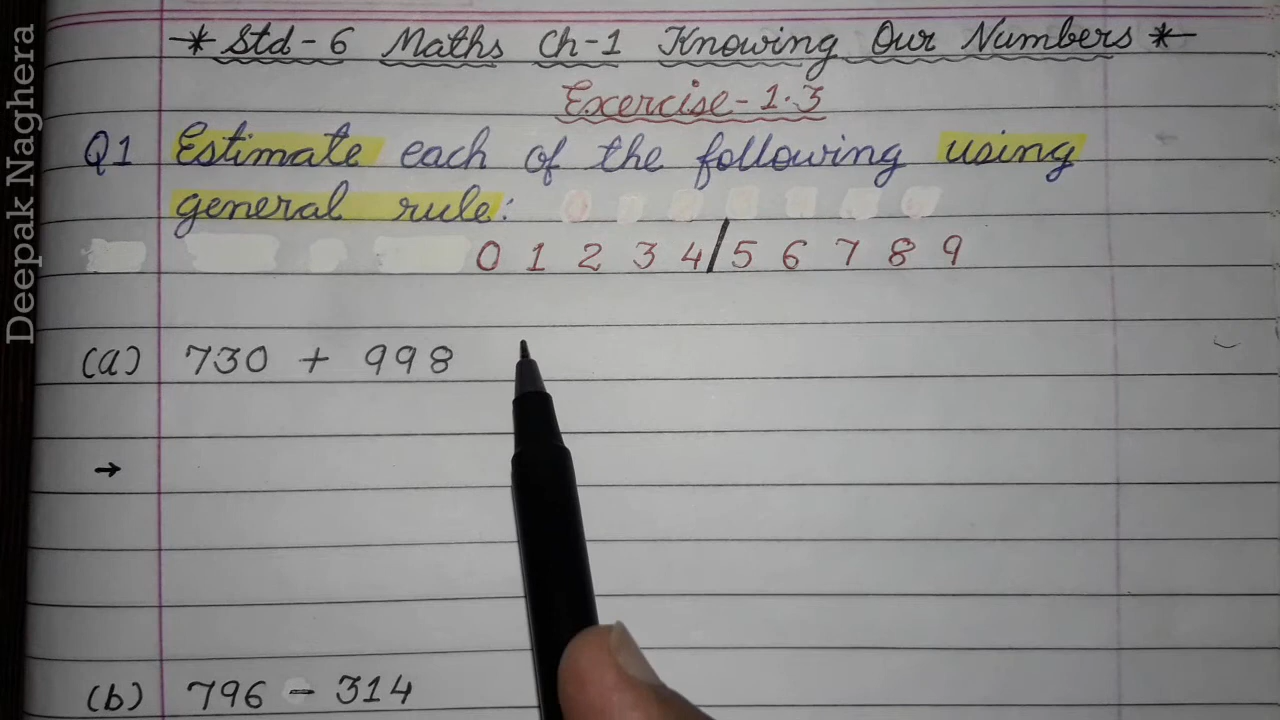 * Std-6 Maths Ch-1 Knowing Our Numbers *
Exercise-1.3
Q1 Estimate each of the following using
general rule:
0 1 2 3 4/5 6 7 8 9
(a) 730 + 998
→
(b) 796 - 314
Deepak Naghera